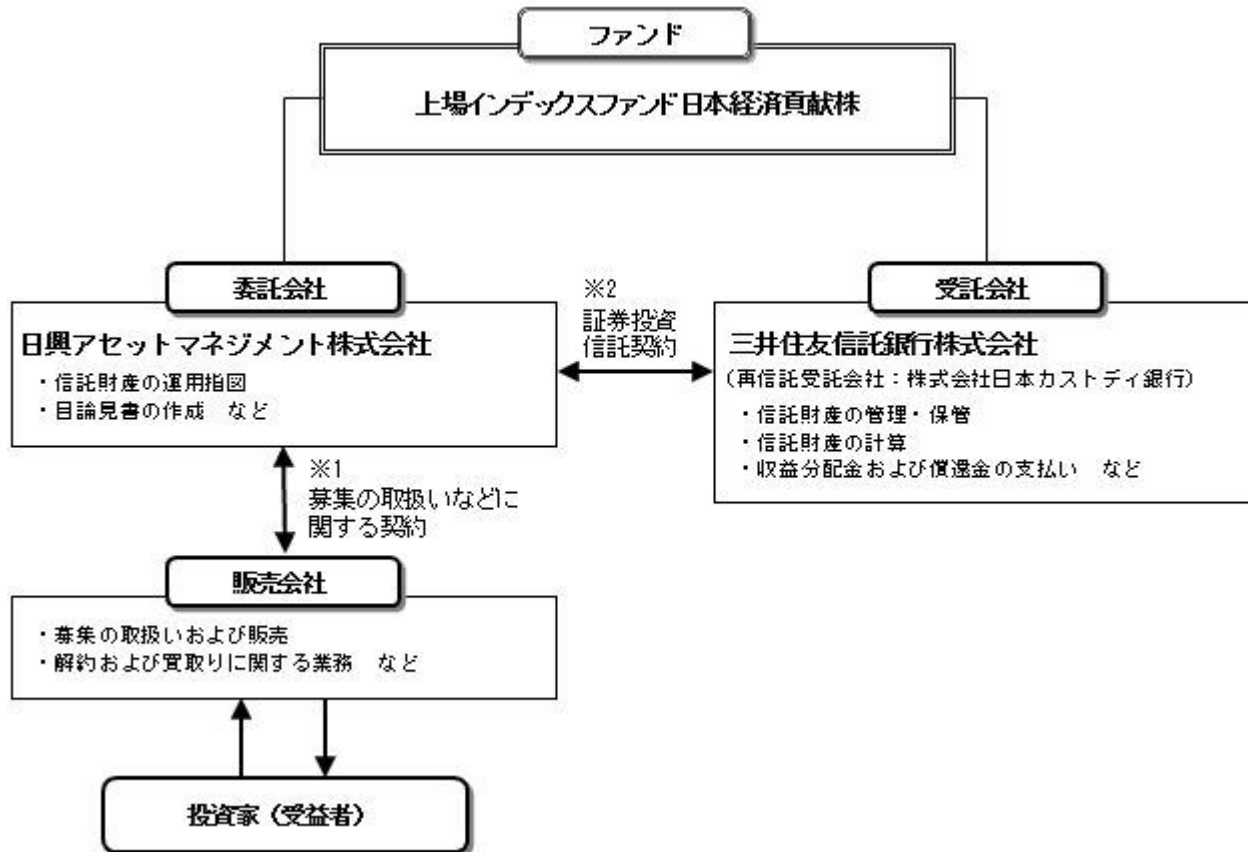 ファンド
上場インデックスファンド日本経済貢献株
委託会社
日興アセットマネジメント株式会社
・信託財産の運用指図
・目論見書の作成　など
※2
証券投資
信託契約
受託会社
三井住友信託銀行株式会社
(再信託受託会社：株式会社日本カストディ銀行)
・信託財産の管理・保管
・信託財産の計算
・収益分配金および償還金の支払い　など
※1
募集の取扱いなどに
関する契約
販売会社
・募集の取扱いおよび販売
・解約および買取りに関する業務　など
投資家（受益者）